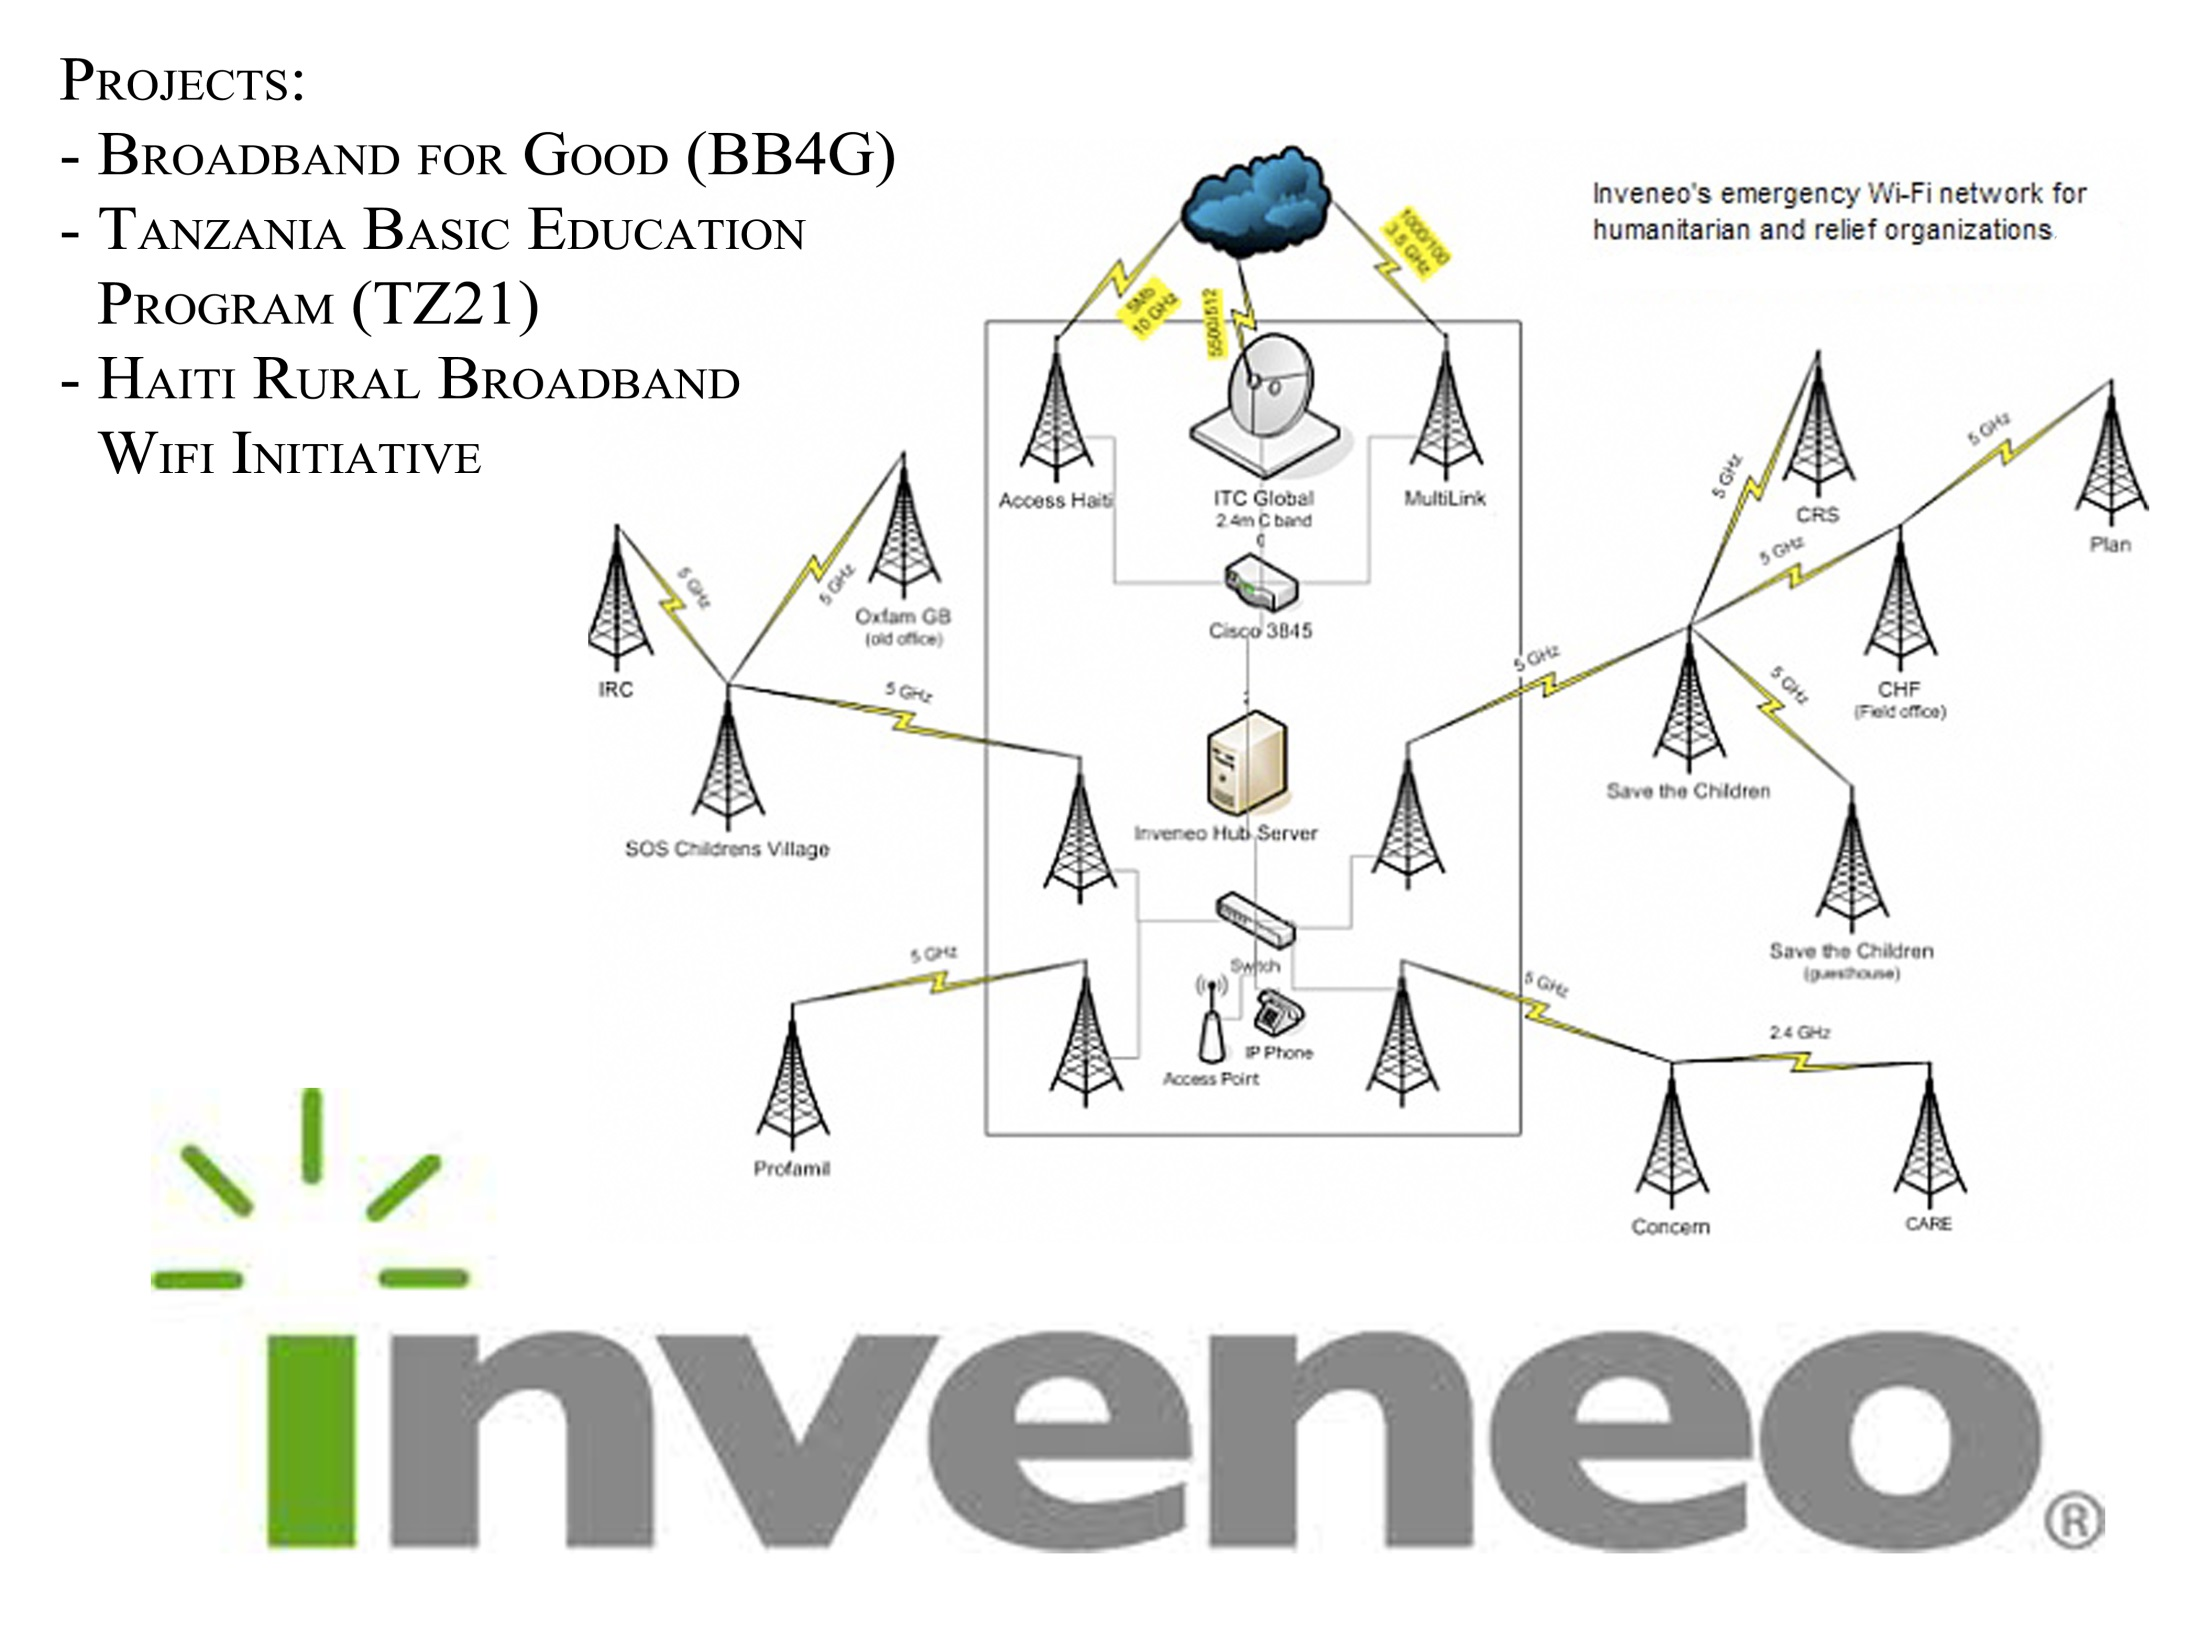 Projects:
- Broadband for Good (BB4G)
- Tanzania Basic Education
Program (TZ21)
- Haiti Rural Broadband
Wifi Initiative
Inveneo's emergency Wi-Fi network for
humanitarian and relief organizations.
5Mb
10 GHz
5500/512
1000/100
3.5 GHz
Access Haiti
ITC Global
2.4m C band
MultiLink
Cisco 3845
Inveneo Hub Server
Switch
IP Phone
Access Point
5 GHz
IRC
5 GHz
Oxfam GB
(old office)
5 GHz
SOS Childrens Village
5 GHz
Profamil
5 GHz
CRS
5 GHz
Plan
5 GHz
CHF
(Field office)
5 GHz
Save the Children
5 GHz
Save the Children
(guesthouse)
5 GHz
Concern
2.4 GHz
CARE
inveneo®